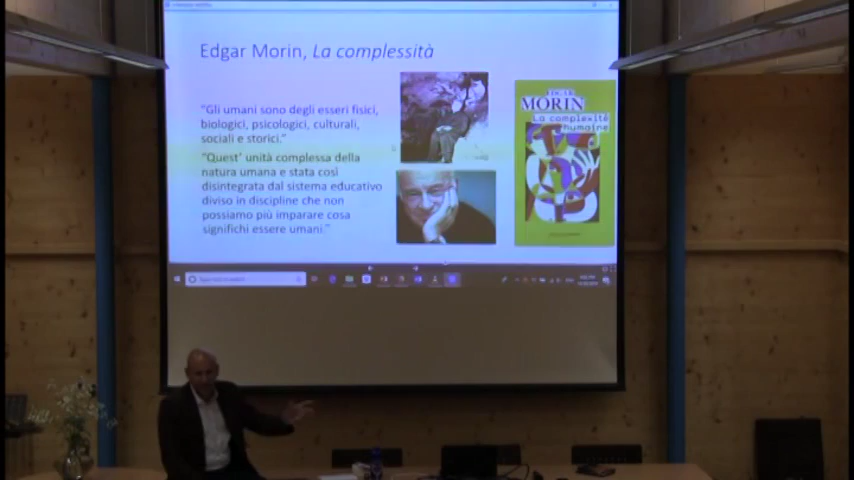 Edgar Morin, La complessità
"Gli umani sono degli esseri fisici,
biologici, psicologici, culturali,
sociali e storici."
"Quest' unità complessa della
natura umana e stata così
disintegrata dal sistema educativo
diviso in discipline che non
possiamo più imparare cosa
significhi essere umani."
EDGAR
MORIN
La complexité
humaine